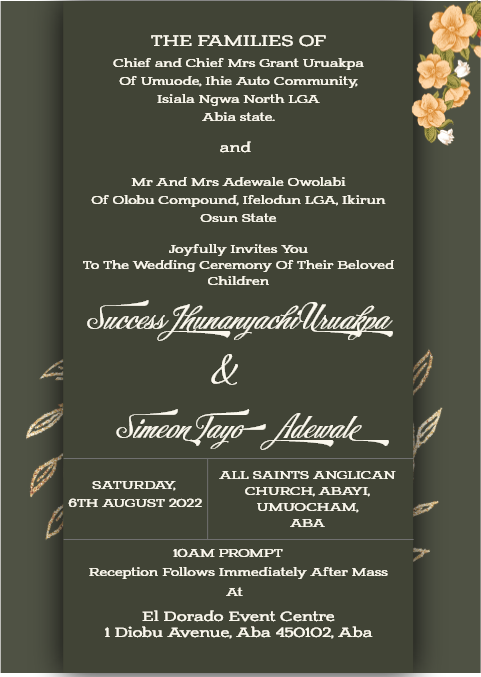 THE FAMILIES OF
Chief and Chief Mrs Grant Uruakpa
Of Umuode, Ihie Auto Community,
Isiala Ngwa North LGA
Abia state.
and
Mr And Mrs Adewale Owolabi
Of Olobu Compound, Ifelodun LGA, Ikirun
Osun State
Joyfully Invites You
To The Wedding Ceremony Of Their Beloved
Children
Success Ihunanyachi Uruakpa
&
Simeon Tayo Adewale
SATURDAY,
6TH AUGUST 2022
ALL SAINTS ANGLICAN
CHURCH, ABAYI,
UMUOCHAM,
ABA
10AM PROMPT
Reception Follows Immediately After Mass
At
El Dorado Event Centre
1 Diobu Avenue, Aba 450102, Aba